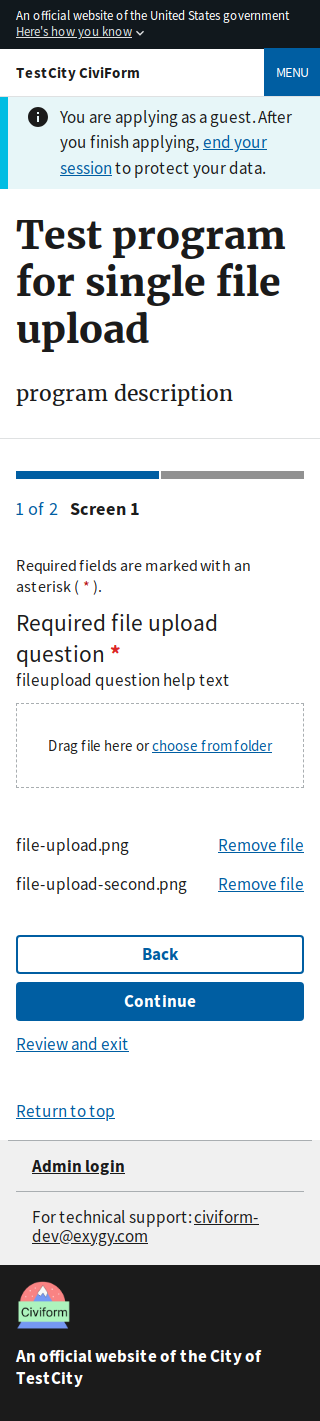 An official website of the United States government
Here's how you know
TestCity CiviForm
MENU
You are applying as a guest. After
you finish applying, end your
session to protect your data.
Test program
for single file
upload
program description
1 of 2 Screen 1
Required fields are marked with an
asterisk ( * ).
Required file upload
question *
fileupload question help text
Drag file here or choose from folder
file-upload.png Remove file
file-upload-second.png Remove file
Back
Continue
Review and exit
Return to top
Admin login
For technical support: civiform-
dev@exygy.com
Civiform
An official website of the City of
TestCity